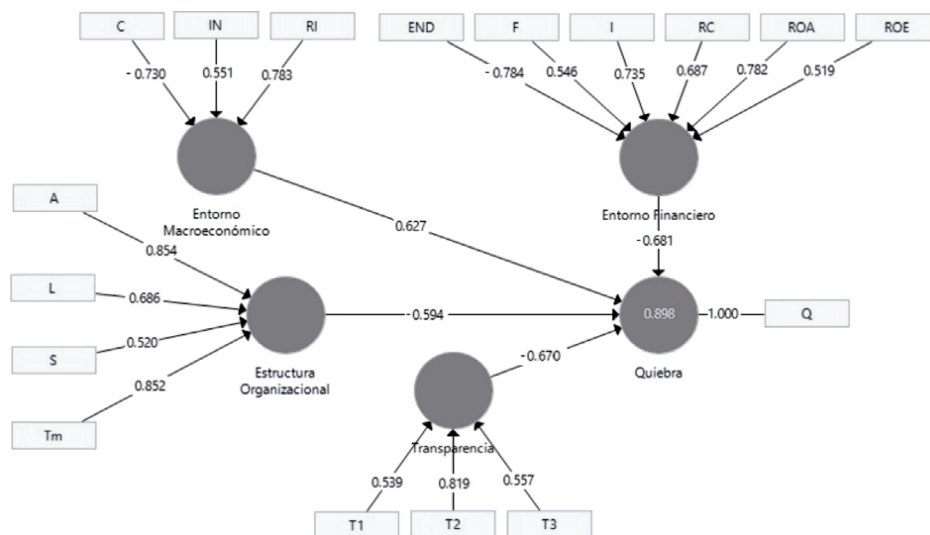 C
IN
RI
END
F
I
RC
ROA
ROE
- 0.730
0.551
0.783
- 0.784
0.546
0.735
0.687
0.782
0.519
Entorno
Macroeconómico
Entorno Financiero
A
0.854
0.627
-0.681
L
0.686
S
0.520
Tm
0.852
Estructura
Organizacional
-0.594
0.898
1.000
Q
Quiebra
-0.670
Transparencia
0.539
0.819
0.557
T1
T2
T3